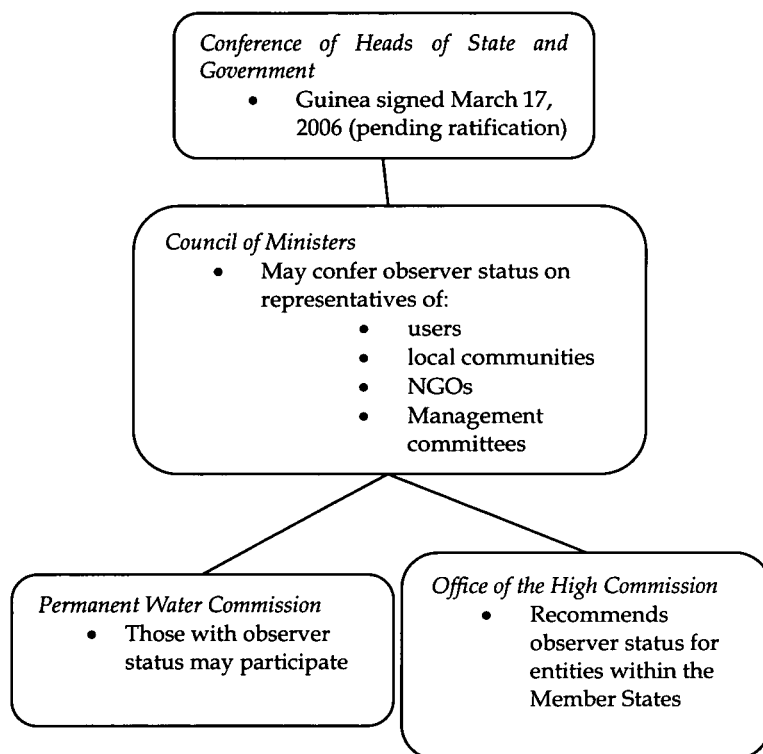 Conference of Heads of State and
Government
• Guinea signed March 17,
2006 (pending ratification)
Council of Ministers
• May confer observer status on
representatives of:
• users
• local communities
• NGOs
• Management
committees
Permanent Water Commission
• Those with observer
status may participate
Office of the High Commission
• Recommends
observer status for
entities within the
Member States